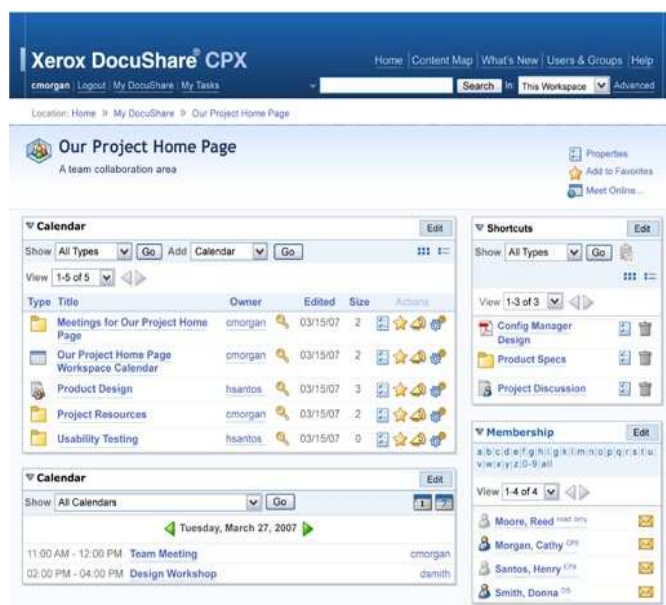 Xerox DocuShare® CPX
Home Content Map What's New Users & Groups Help
cmorgan Logout My DocuShare My Tasks
Search In: This Workspace Advanced
Location: Home » My DocuShare » Our Project Home Page
Our Project Home Page
A team collaboration area
Properties
Add to Favorites
Meet Online...
Calendar Edit
Show All Types Go Add Calendar Go
View 1-5 of 5
Type Title Owner Edited Size Actions
Meetings for Our Project Home Page cmorgan 03/15/07 2
Our Project Home Page Workspace Calendar cmorgan 03/15/07 2
Product Design hsantos 03/15/07 3
Project Resources cmorgan 03/15/07 2
Usability Testing hsantos 03/15/07 0
Calendar Edit
Show All Calendars Go 1 7
Tuesday, March 27, 2007
11:00 AM - 12:00 PM Team Meeting cmorgan
02:00 PM - 04:00 PM Design Workshop dsmith
Shortcuts Edit
Show All Types Go
View 1-3 of 3
Config Manager
Design
Product Specs
Project Discussion
Membership Edit
a b c d e f g h i j k l m n o p q r s t u
v w x y z 0-9 all
View 1-4 of 4
Moore, Reed read only
Morgan, Cathy CPX
Santos, Henry CPX
Smith, Donna DS